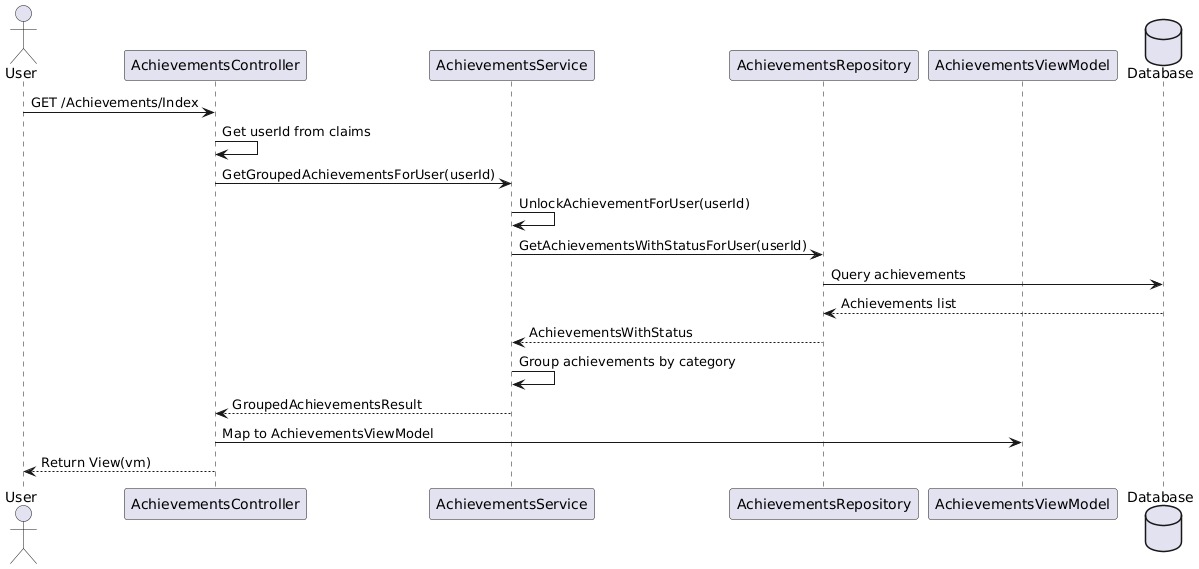 User
AchievementsController
AchievementsService
AchievementsRepository
AchievementsViewModel
Database
GET /Achievements/Index
Get userId from claims
GetGroupedAchievementsForUser(userId)
UnlockAchievementForUser(userId)
GetAchievementsWithStatusForUser(userId)
Query achievements
Achievements list
AchievementsWithStatus
Group achievements by category
GroupedAchievementsResult
Map to AchievementsViewModel
Return View(vm)
User
AchievementsController
AchievementsService
AchievementsRepository
AchievementsViewModel
Database